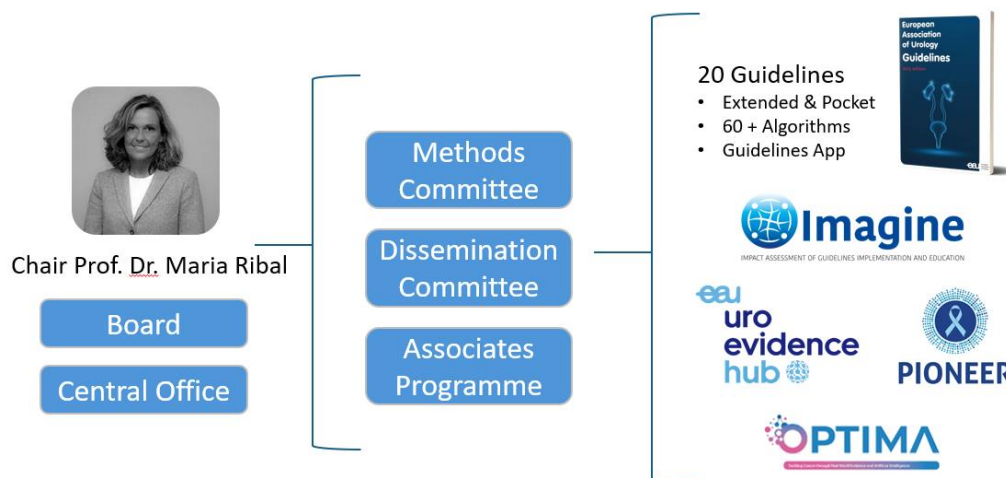 Chair Prof. Dr. Maria Ribal
Board
Central Office
Methods
Committee
Dissemination
Committee
Associates
Programme
20 Guidelines
• Extended & Pocket
• 60 + Algorithms
• Guidelines App
European
Association
of Urology
Guidelines
eau
Imagine
IMPACT ASSESSMENT OF GUIDELINES IMPLEMENTATION AND EDUCATION
eau
uro
evidence
hub
PIONEER
OPTIMA